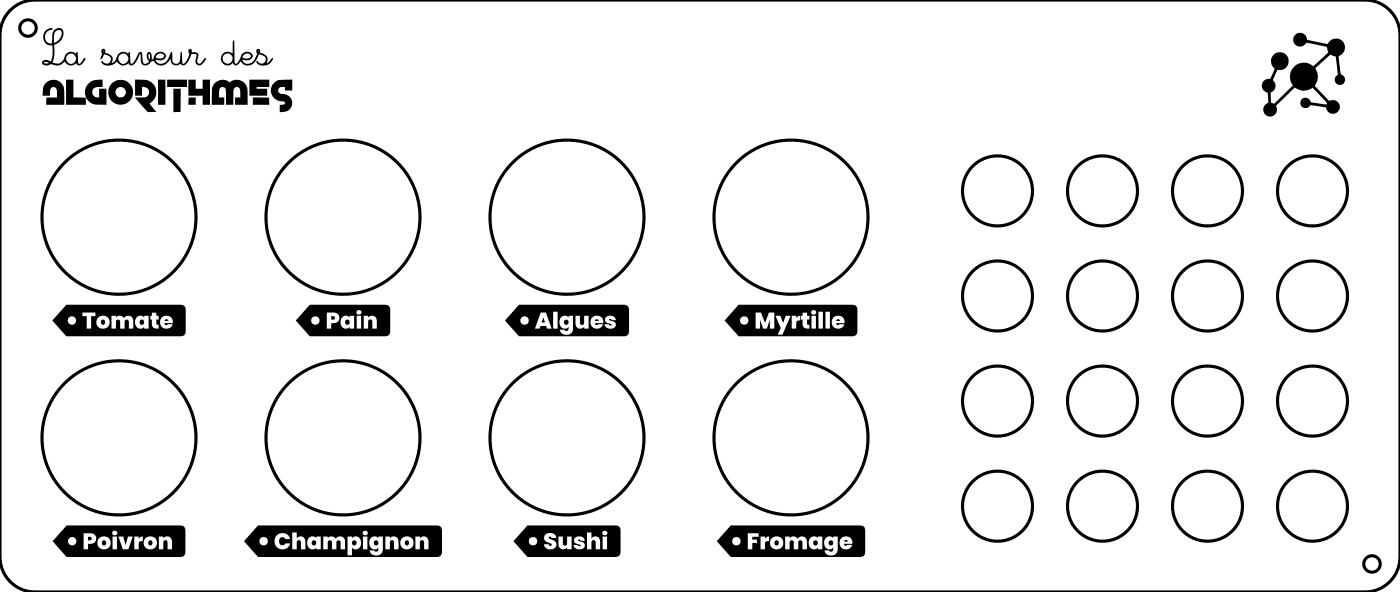 La saveur des
ALGORITHMES
Tomate
Pain
Algues
Myrtille
Poivron
Champignon
Sushi
Fromage